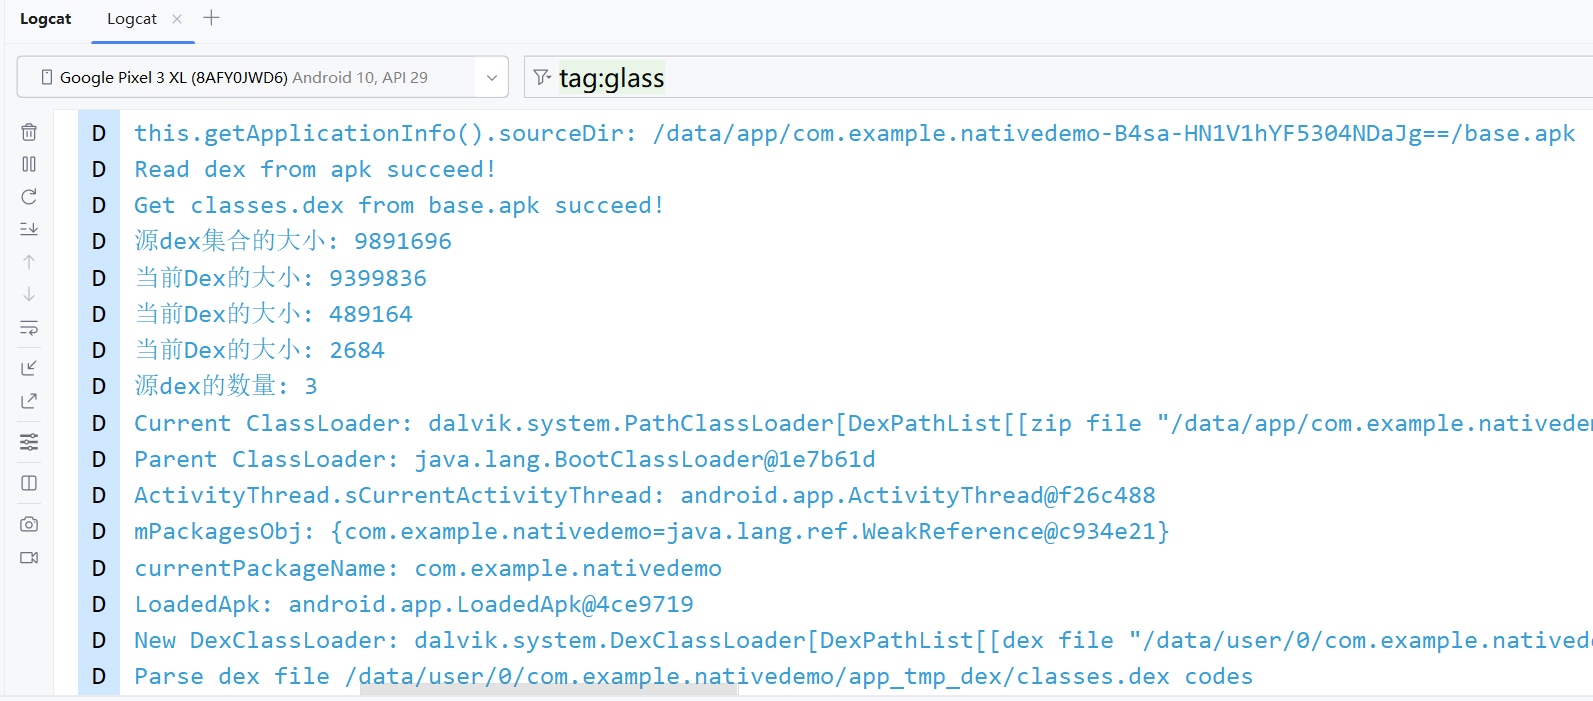 Logcat Logcat
Google Pixel 3 XL (8AFY0JWD6) Android 10, API 29 tag:glass
D this.getApplicationInfo().sourceDir: /data/app/com.example.nativedemo-B4sa-HN1V1hYF5304NDaJg==/base.apk
D Read dex from apk succeed!
D Get classes.dex from base.apk succeed!
D 源dex集合的大小: 9891696
D 当前Dex的大小: 9399836
D 当前Dex的大小: 489164
D 当前Dex的大小: 2684
D 源dex的数量: 3
D Current ClassLoader: dalvik.system.PathClassLoader[DexPathList[[zip file "/data/app/com.example.nativede
D Parent ClassLoader: java.lang.BootClassLoader@1e7b61d
D ActivityThread.sCurrentActivityThread: android.app.ActivityThread@f26c488
D mPackagesObj: {com.example.nativedemo=java.lang.ref.WeakReference@c934e21}
D currentPackageName: com.example.nativedemo
D LoadedApk: android.app.LoadedApk@4ce9719
D New DexClassLoader: dalvik.system.DexClassLoader[DexPathList[[dex file "/data/user/0/com.example.nativede
D Parse dex file /data/user/0/com.example.nativedemo/app_tmp_dex/classes.dex codes